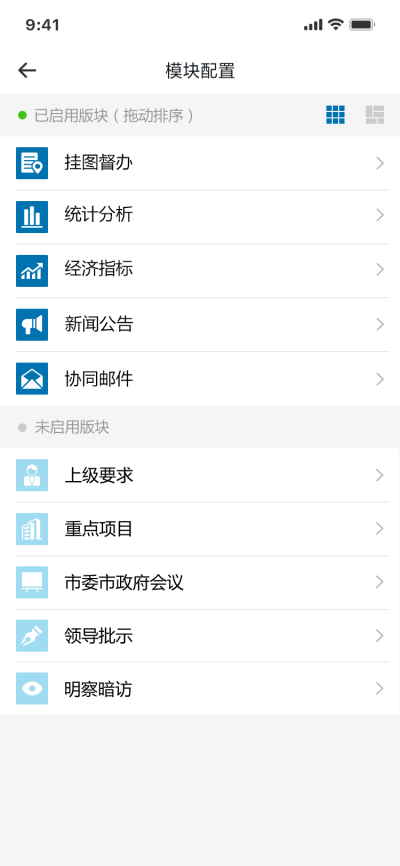 9:41
模块配置
已启用版块（拖动排序）
挂图督办
统计分析
经济指标
新闻公告
协同邮件
未启用版块
上级要求
重点项目
市委市政府会议
领导批示
明察暗访